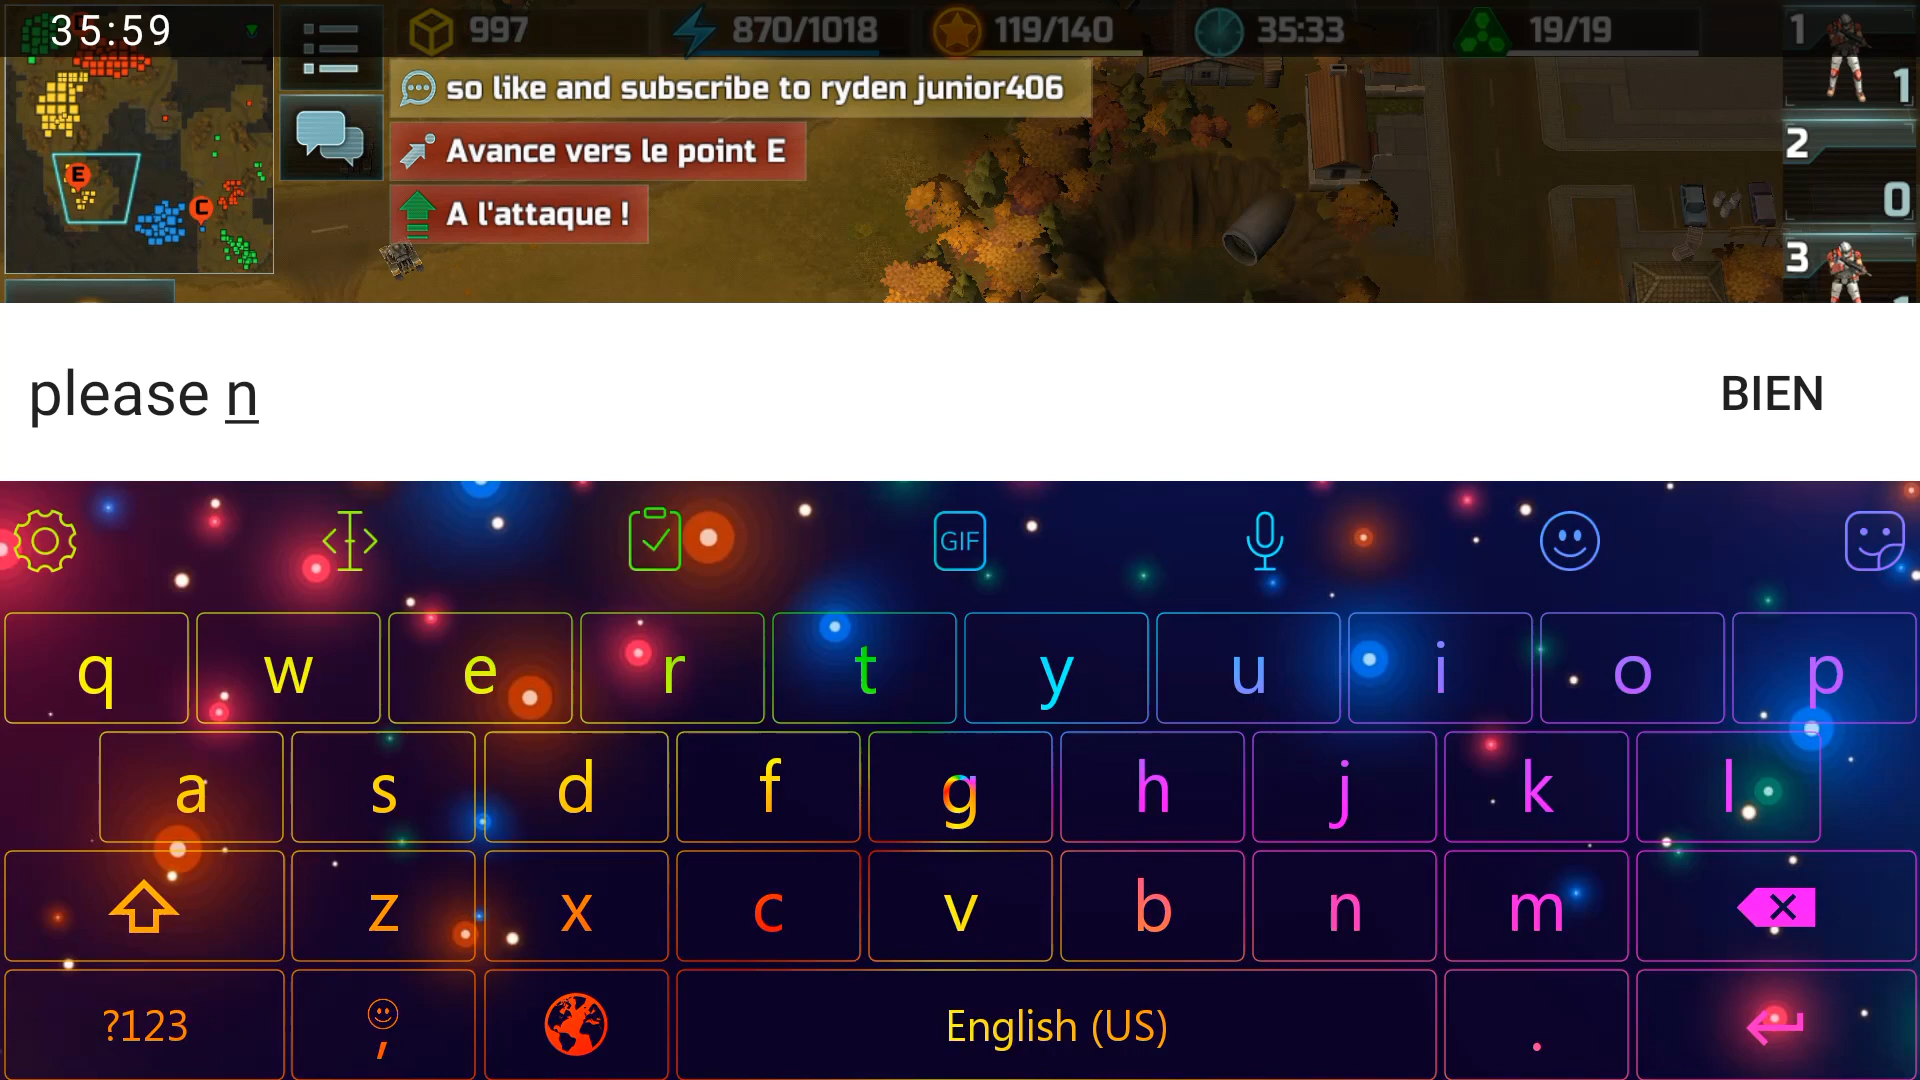 35:59
997
870/1018
119/140
35:33
19/19
1
1
so like and subscribe to ryden junior406
Avance vers le point E
A l'attaque !
E
C
2
0
3
please n
BIEN
GIF
q w e r t y u i o p
a s d f g h j k l
z x c v b n m
?123
,
English (US)
.